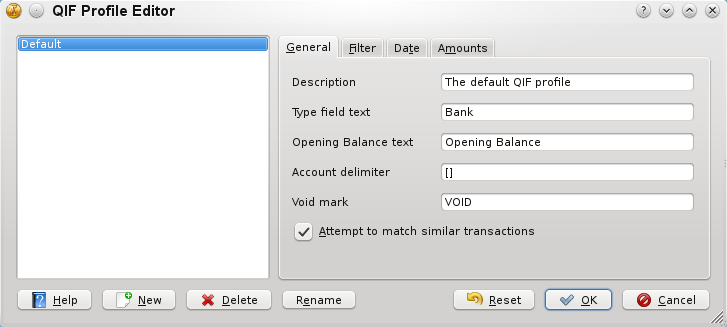 QIF Profile Editor
Default
General Filter Date Amounts
Description The default QIF profile
Type field text Bank
Opening Balance text Opening Balance
Account delimiter []
Void mark VOID
Attempt to match similar transactions
Help New Delete Rename Reset OK Cancel